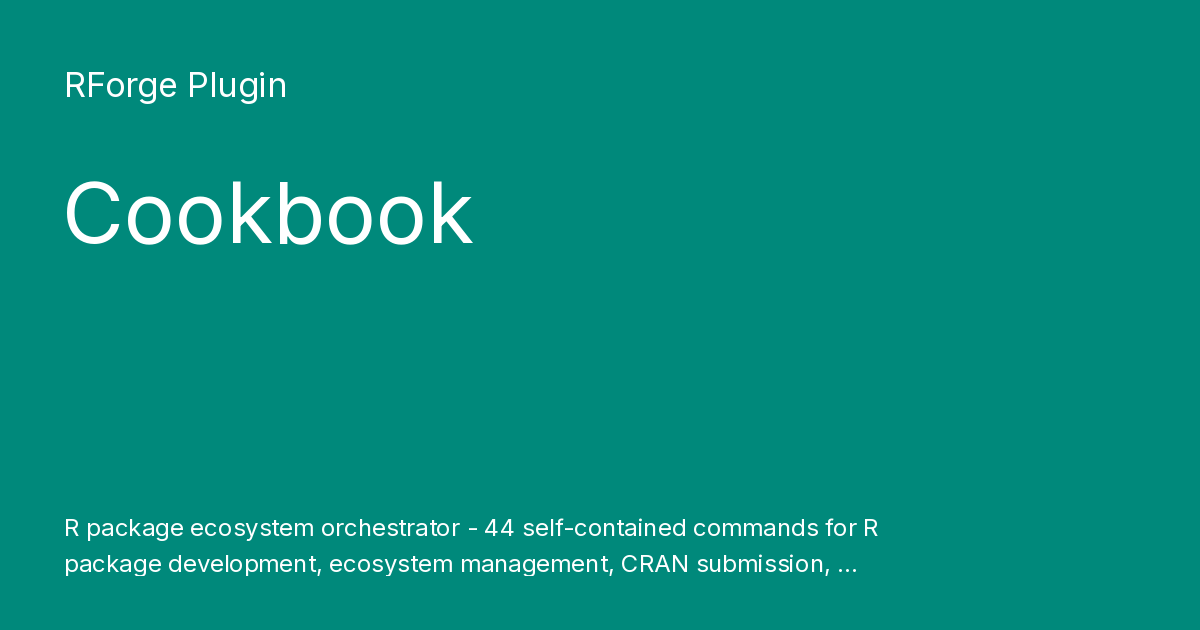 RForge Plugin
Cookbook
R package ecosystem orchestrator - 44 self-contained commands for R
package development, ecosystem management, CRAN submission, ...